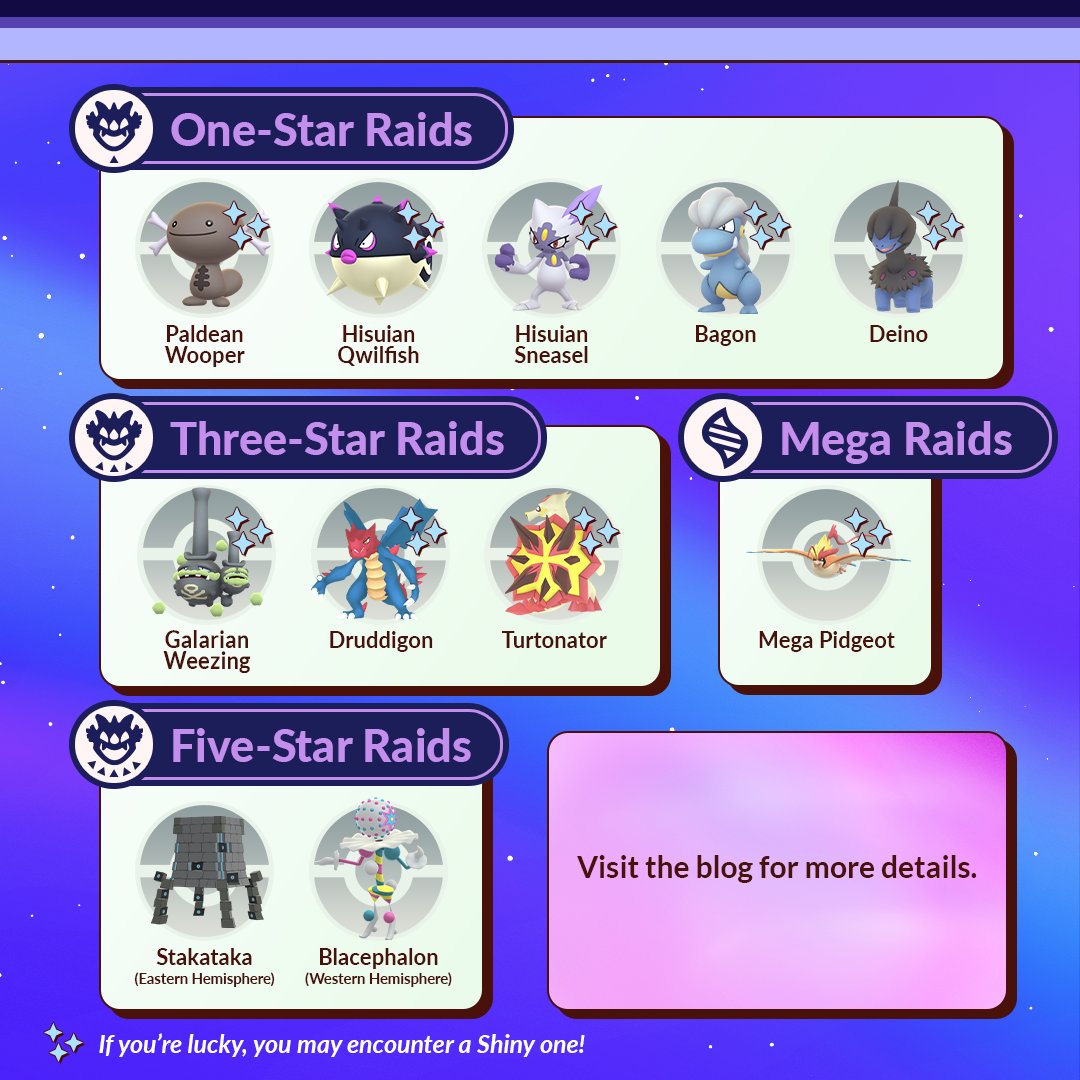 One-Star Raids
Paldean
Wooper
Hisuian
Qwilfish
Hisuian
Sneasel
Bagon
Deino
Three-Star Raids
Galarian
Weezing
Druddigon
Turtonator
Mega Raids
Mega Pidgeot
Five-Star Raids
Stakataka
(Eastern Hemisphere)
Blacephalon
(Western Hemisphere)
Visit the blog for more details.
If you’re lucky, you may encounter a Shiny one!